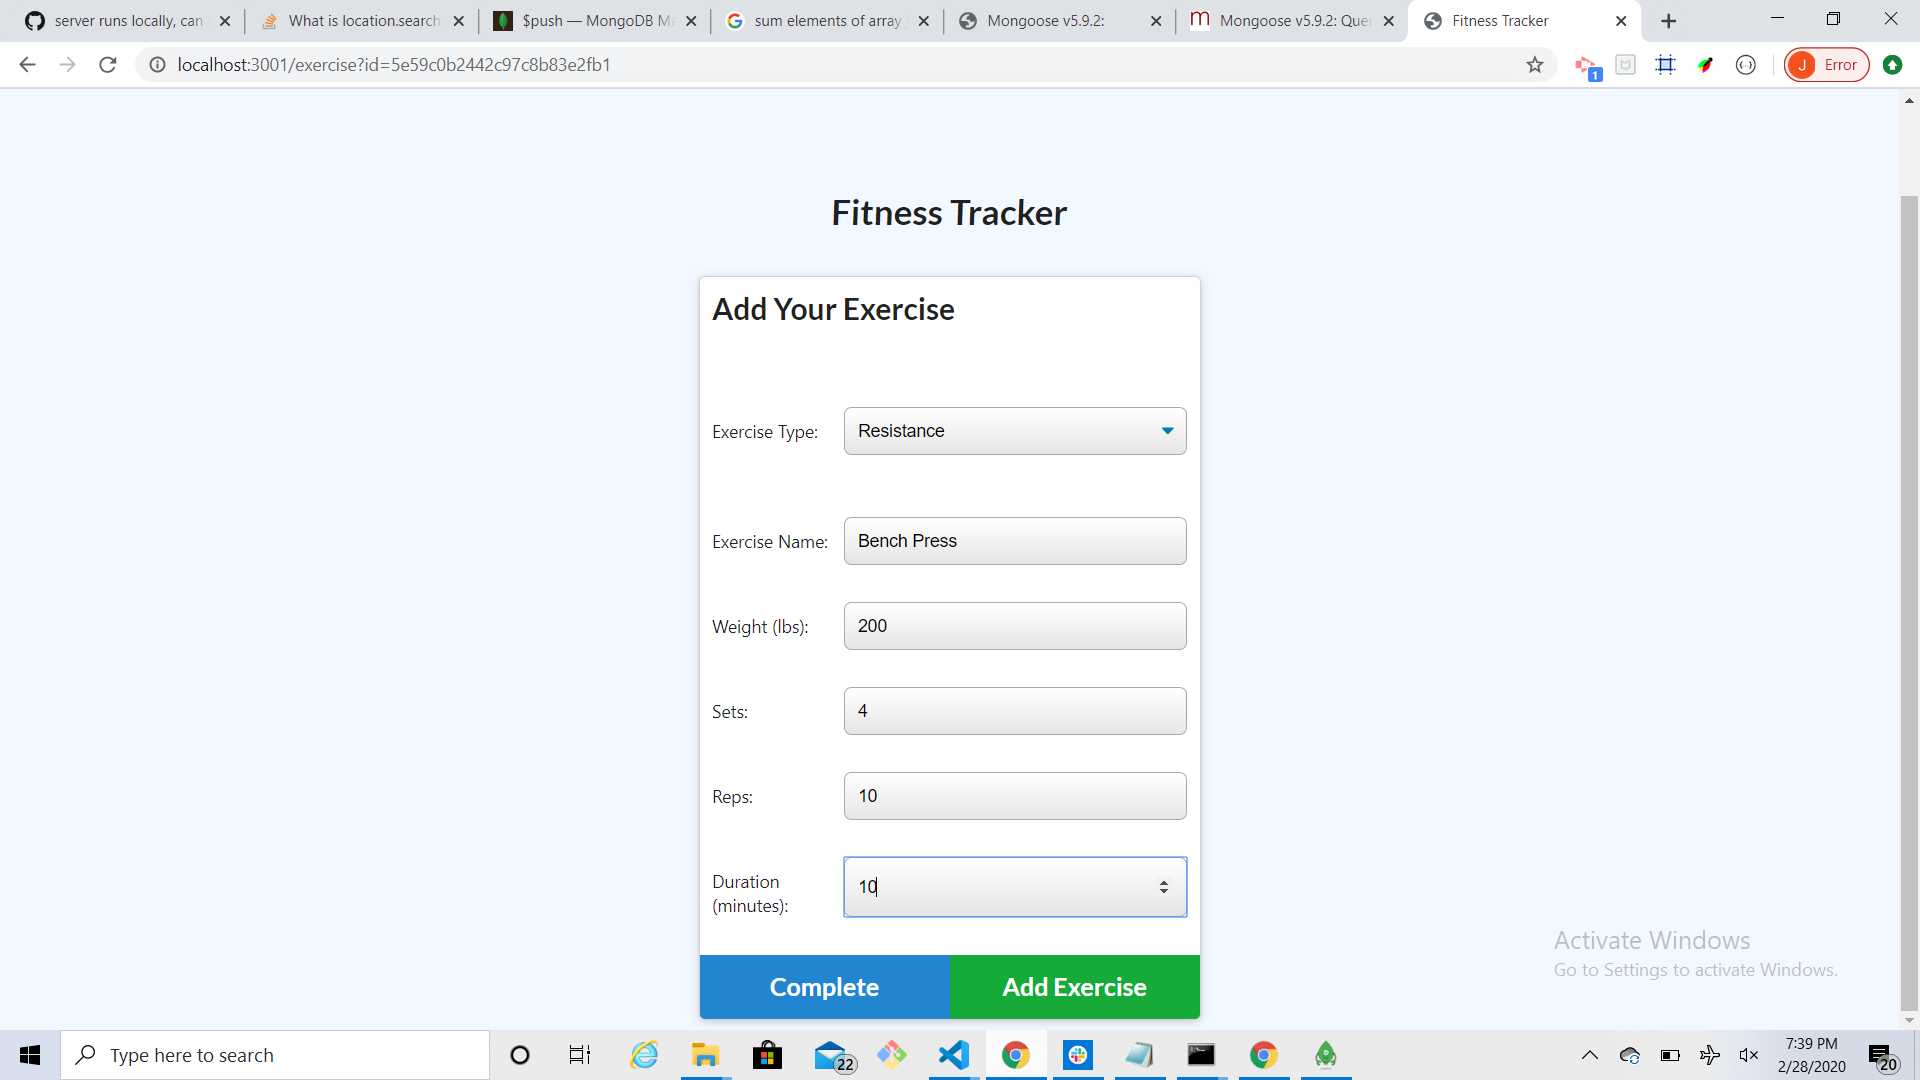 server runs locally, can
What is location.search
$push — MongoDB Ma
sum elements of array
Mongoose v5.9.2:
Mongoose v5.9.2: Quer
Fitness Tracker
localhost:3001/exercise?id=5e59c0b2442c97c8b83e2fb1
1
J
Error
Fitness Tracker
Add Your Exercise
Exercise Type:
Resistance
Exercise Name:
Bench Press
Weight (lbs):
200
Sets:
4
Reps:
10
Duration
(minutes):
10
Complete
Add Exercise
Activate Windows
Go to Settings to activate Windows.
Type here to search
22
7:39 PM
2/28/2020
20